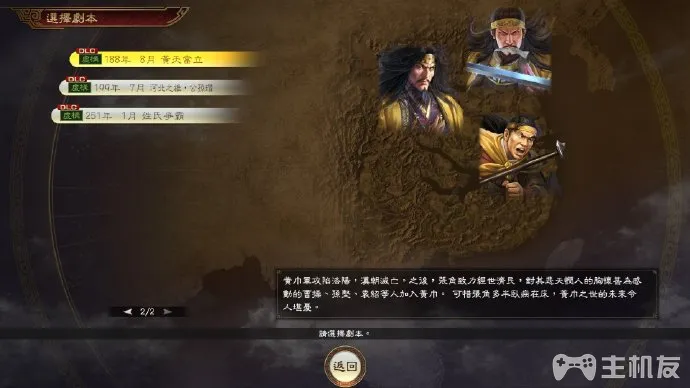 選擇劇本
DLC
虛構 188年 8月 黃天當立
DLC
虛構 199年 7月 河北之雄·公孫瓚
DLC
虛構 251年 1月 姓氏爭霸
黃巾軍攻陷洛陽，漢朝滅亡，之後，張角致力經世濟民，對其悲天憫人的胸懷甚為感
動的曹操、孫堅、袁紹等人加入黃巾。可惜張角多半臥病在床，黃巾之世的未來令
人堪憂。
2/2
請選擇劇本。
返回
主机友